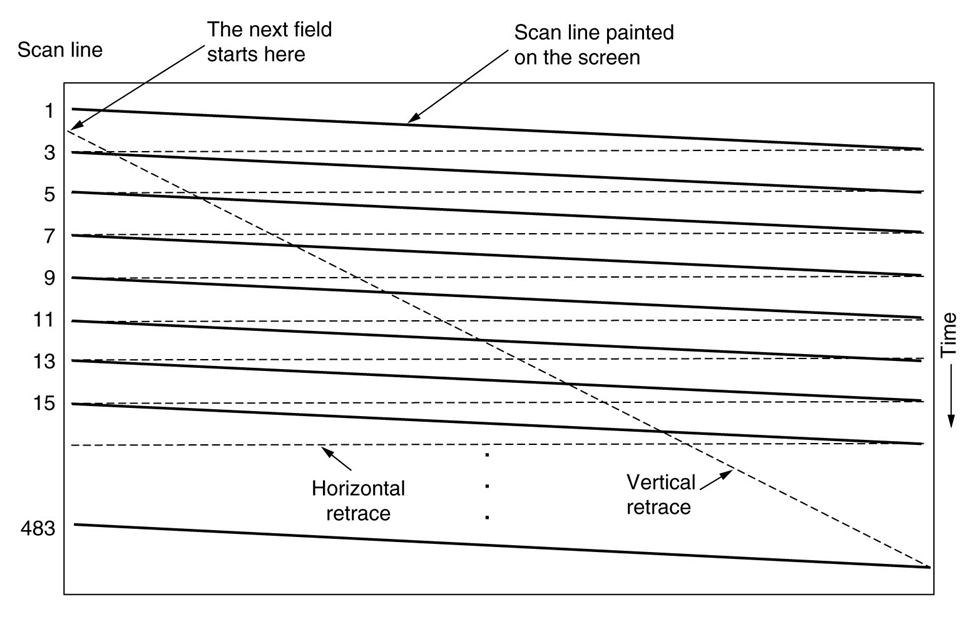 Scan line
The next field
starts here
Scan line painted
on the screen
1
3
5
7
9
11
13
15
483
Horizontal
retrace
Vertical
retrace
Time